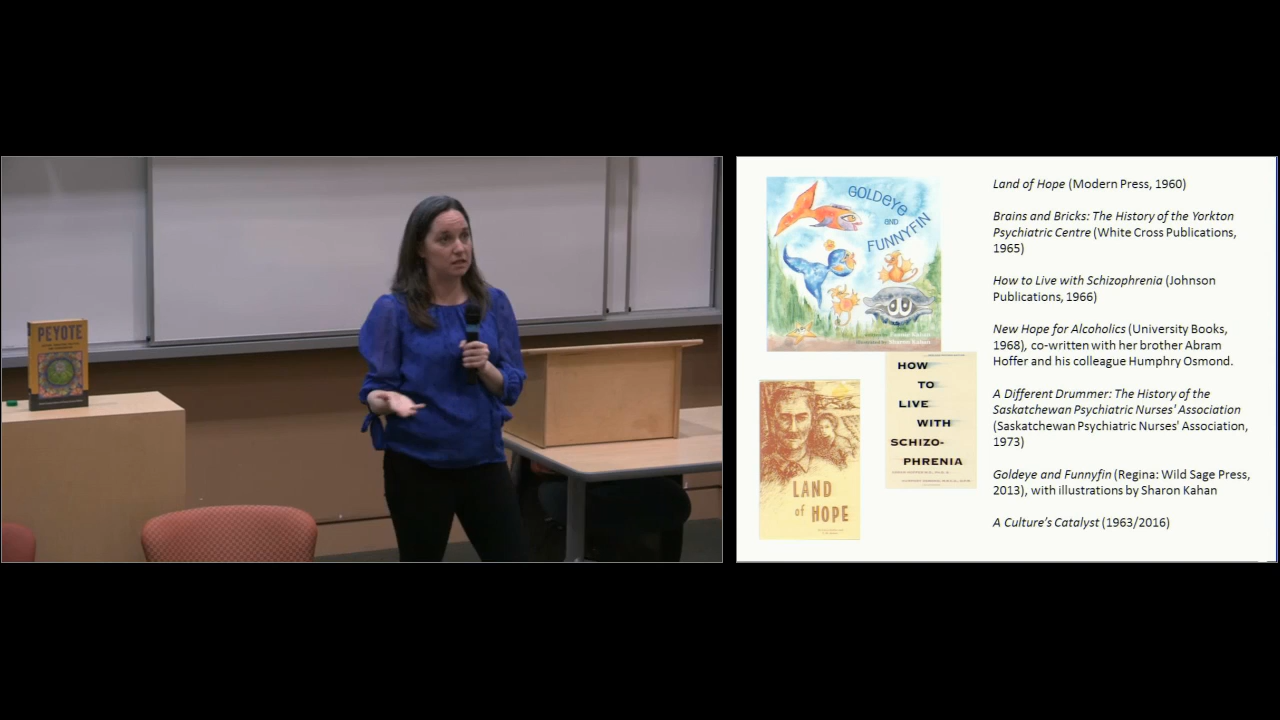 PEYOTE
GOLDEYE
AND
FUNNYFIN
Sharon Kahan
HOW
TO
LIVE
WITH
SCHIZO-
PHRENIA
LAND
of HOPE
Land of Hope (Modern Press, 1960)
Brains and Bricks: The History of the Yorkton
Psychiatric Centre (White Cross Publications,
1965)
How to Live with Schizophrenia (Johnson
Publications, 1966)
New Hope for Alcoholics (University Books,
1968), co-written with her brother Abram
Hoffer and his colleague Humphry Osmond.
A Different Drummer: The History of the
Saskatchewan Psychiatric Nurses' Association
(Saskatchewan Psychiatric Nurses' Association,
1973)
Goldeye and Funnyfin (Regina: Wild Sage Press,
2013), with illustrations by Sharon Kahan
A Culture's Catalyst (1963/2016)